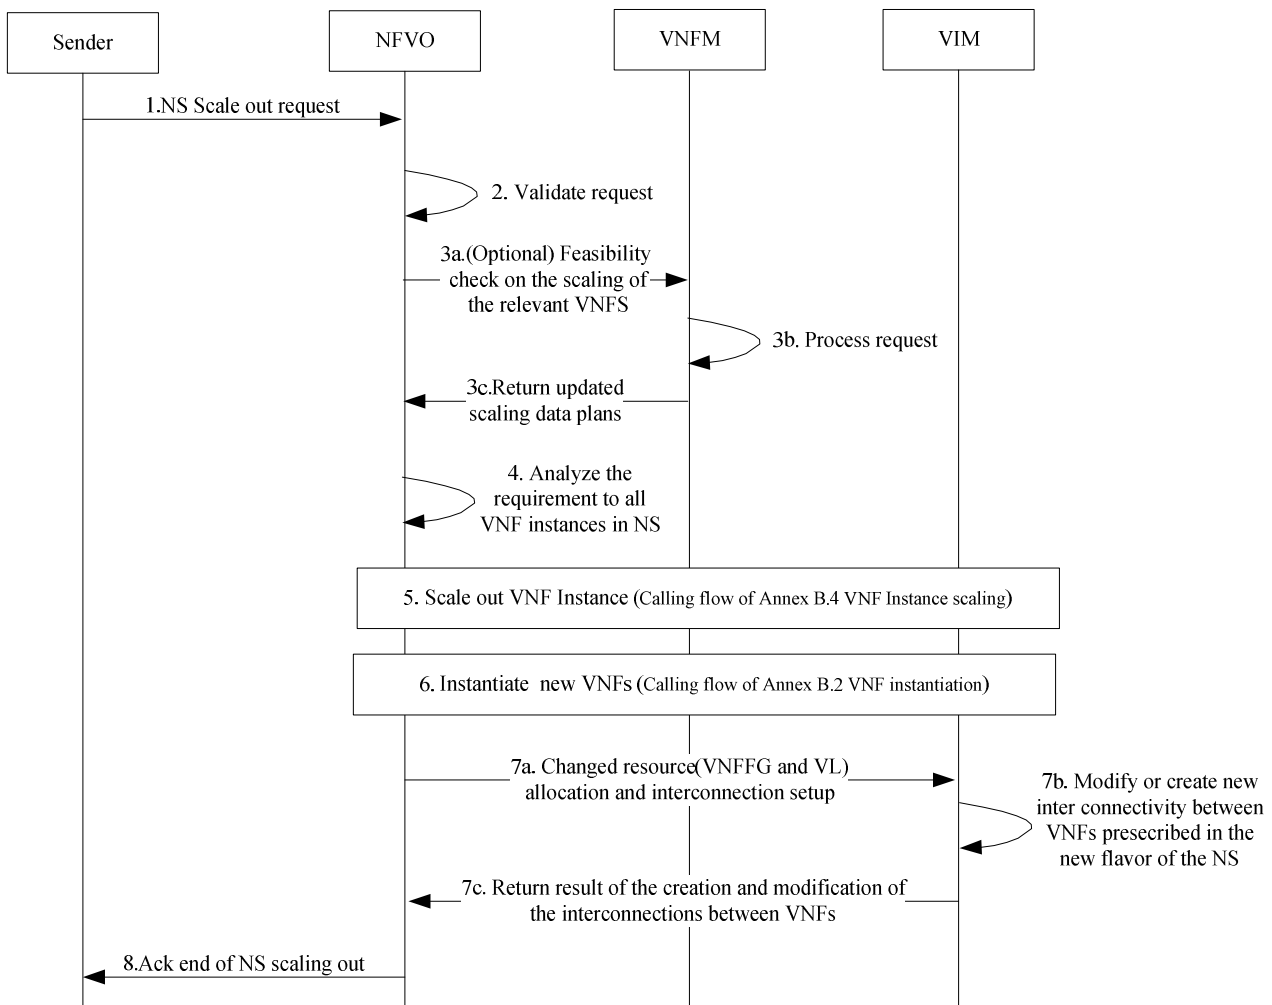 Sender
NFVO
VNFM
VIM
1.NS Scale out request
2. Validate request
3a.(Optional) Feasibility
check on the scaling of
the relevant VNFS
3b. Process request
3c.Return updated
scaling data plans
4. Analyze the
requirement to all
VNF instances in NS
5. Scale out VNF Instance (Calling flow of Annex B.4 VNF Instance scaling)
6. Instantiate new VNFs (Calling flow of Annex B.2 VNF instantiation)
7a. Changed resource(VNFFG and VL)
allocation and interconnection setup
7b. Modify or create new
inter connectivity between
VNFs presecribed in the
new flavor of the NS
7c. Return result of the creation and modification of
the interconnections between VNFs
8.Ack end of NS scaling out